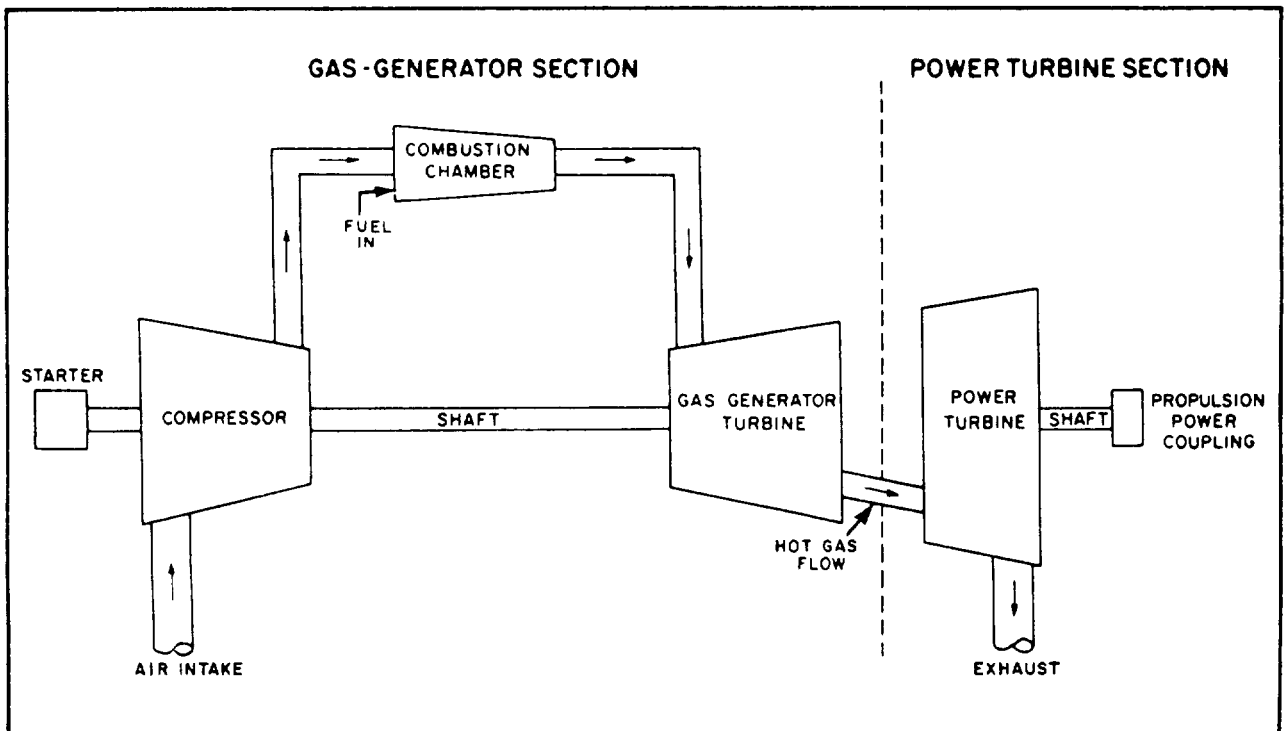 GAS-GENERATOR SECTION
POWER TURBINE SECTION
COMBUSTION
CHAMBER
FUEL
IN
STARTER
COMPRESSOR
SHAFT
GAS GENERATOR
TURBINE
POWER
TURBINE
SHAFT
PROPULSION
POWER
COUPLING
HOT GAS
FLOW
AIR INTAKE
EXHAUST